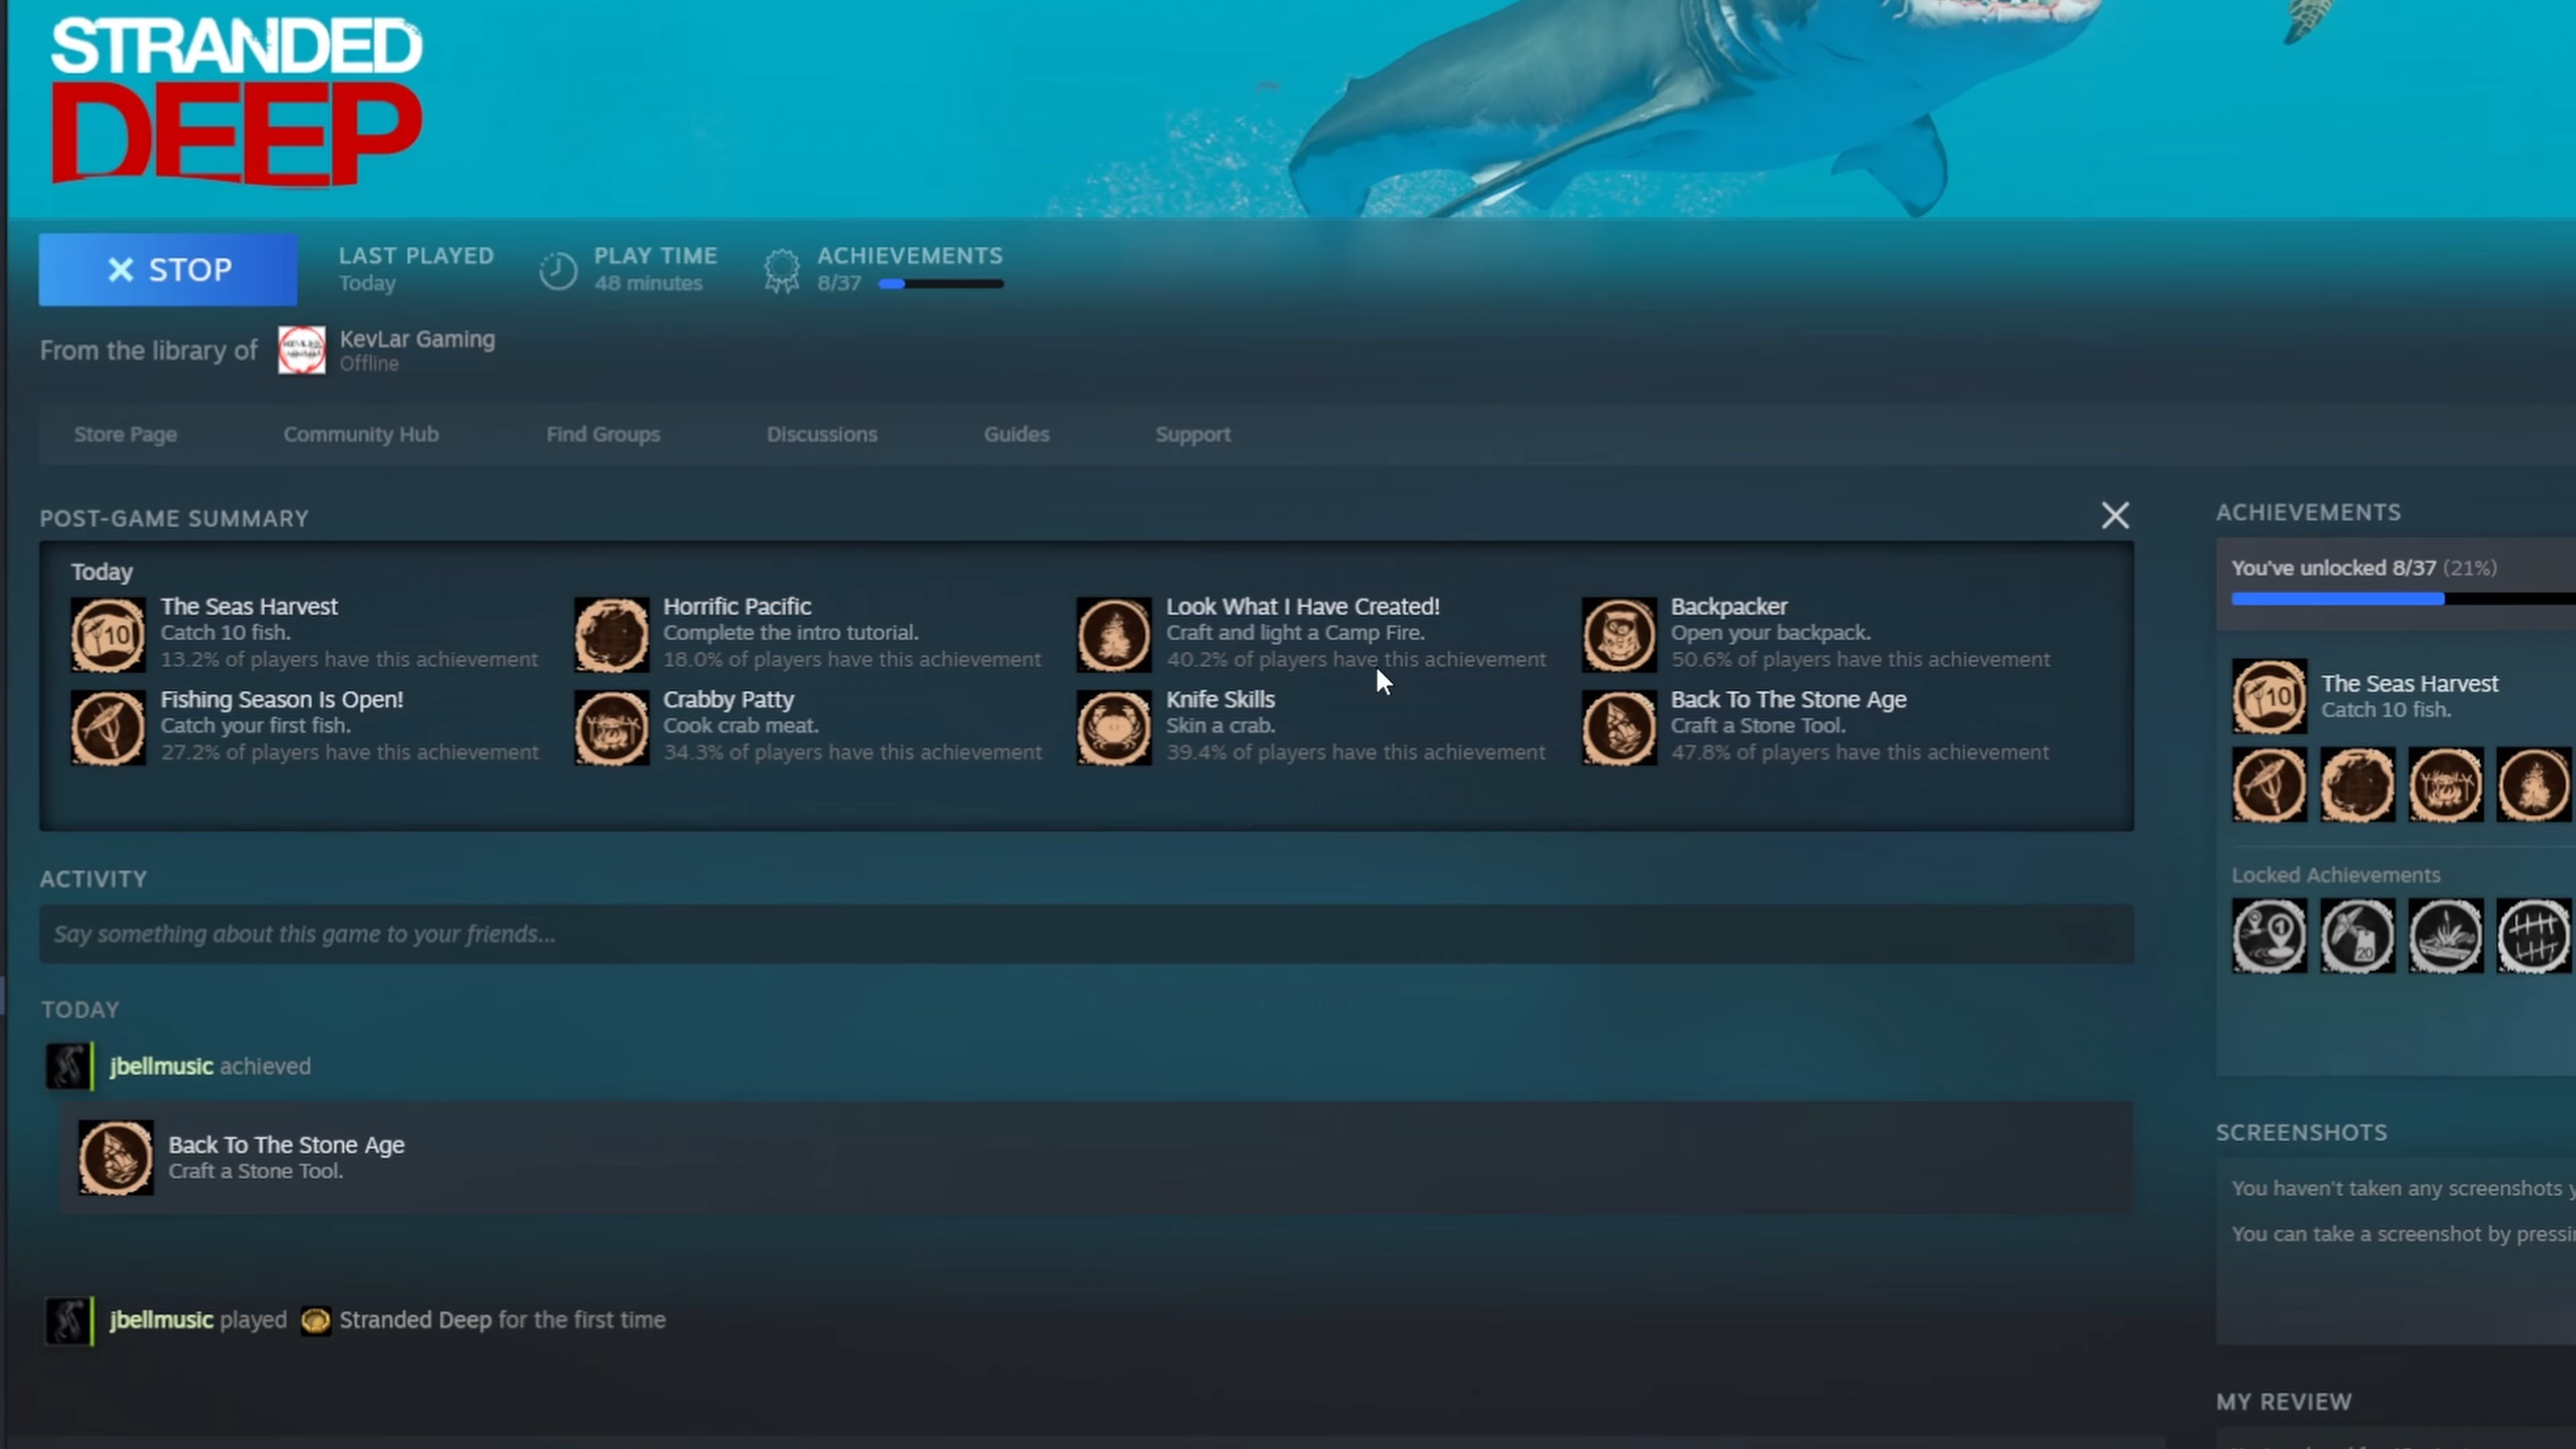 STRANDED
DEEP
STOP
LAST PLAYED
Today
PLAY TIME
48 minutes
ACHIEVEMENTS
8/37
From the library of
KevLar Gaming
Offline
Store Page
Community Hub
Find Groups
Discussions
Guides
Support
POST-GAME SUMMARY
Today
The Seas Harvest
Catch 10 fish.
13.2% of players have this achievement
Horrific Pacific
Complete the intro tutorial.
18.0% of players have this achievement
Look What I Have Created!
Craft and light a Camp Fire.
40.2% of players have this achievement
Backpacker
Open your backpack.
50.6% of players have this achievement
Fishing Season Is Open!
Catch your first fish.
27.2% of players have this achievement
Crabby Patty
Cook crab meat.
34.3% of players have this achievement
Knife Skills
Skin a crab.
39.4% of players have this achievement
Back To The Stone Age
Craft a Stone Tool.
47.8% of players have this achievement
ACTIVITY
Say something about this game to your friends...
TODAY
jbellmusic achieved
Back To The Stone Age
Craft a Stone Tool.
jbellmusic played Stranded Deep for the first time
ACHIEVEMENTS
You've unlocked 8/37 (21%)
10
The Seas Harvest
Catch 10 fish.
Locked Achievements
1
20
SCREENSHOTS
You haven't taken any screenshots
You can take a screenshot by
MY REVIEW